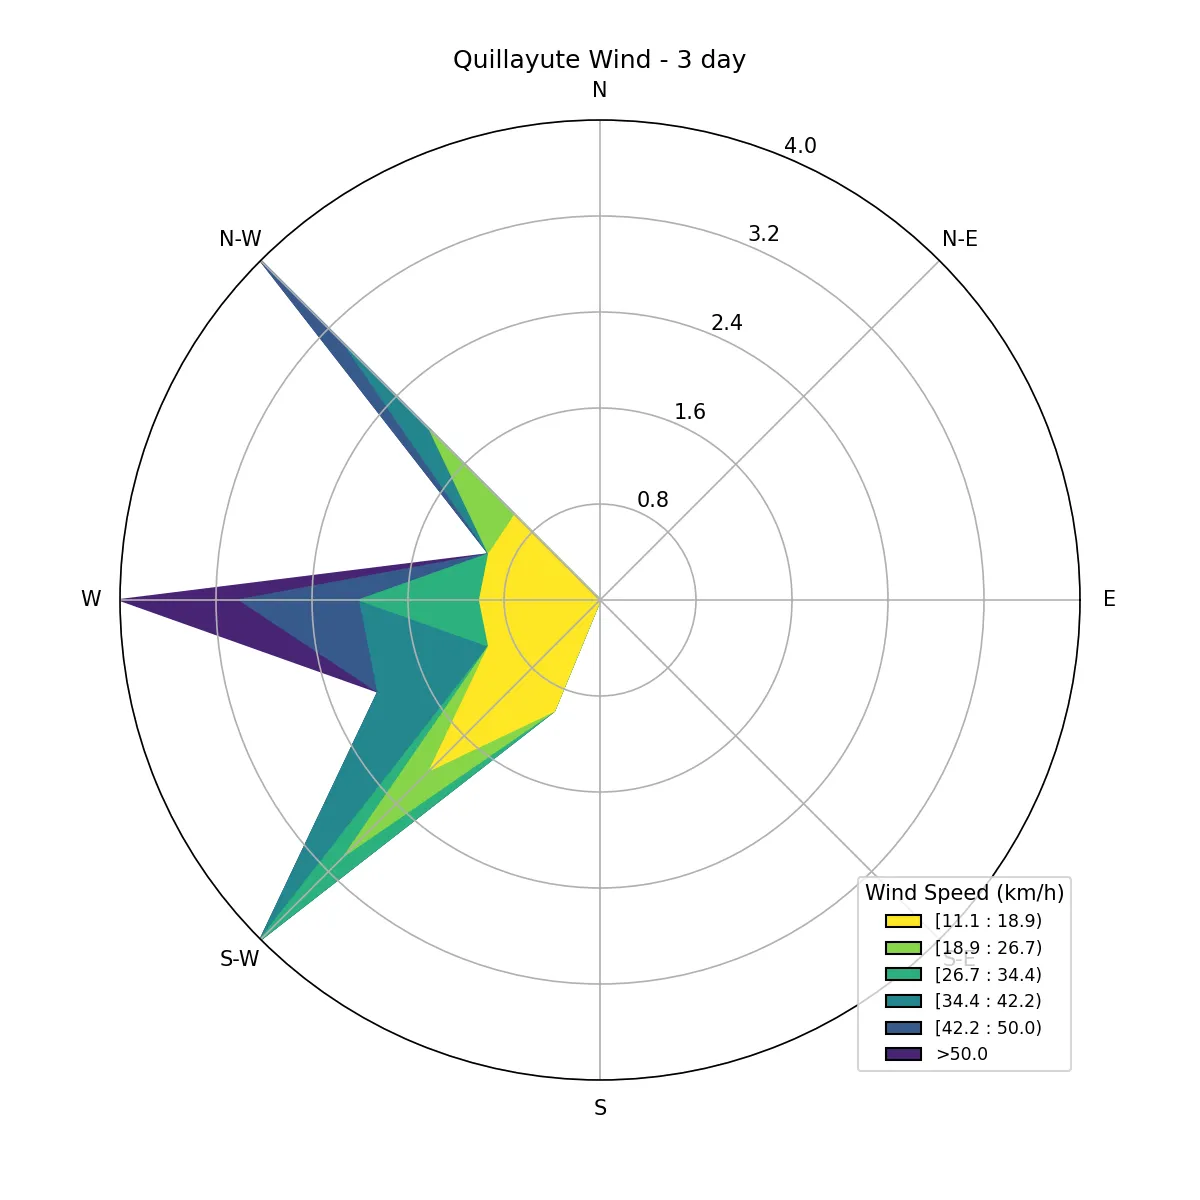 Quillayute Wind - 3 day
N
4.0
N-W
N-E
3.2
2.4
1.6
0.8
W
E
S-W
S-E
S
Wind Speed (km/h)
[11.1 : 18.9)
[18.9 : 26.7)
[26.7 : 34.4)
[34.4 : 42.2)
[42.2 : 50.0)
>50.0